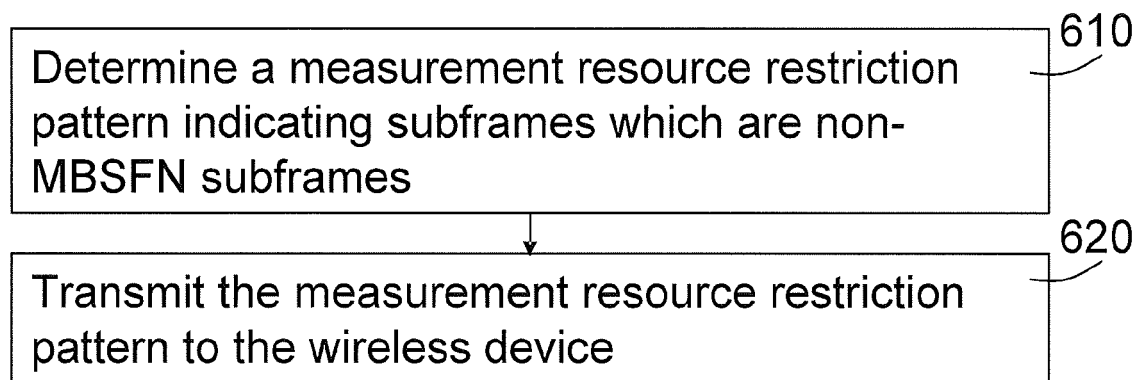 610
Determine a measurement resource restriction
pattern indicating subframes which are non-
MBSFN subframes
620
Transmit the measurement resource restriction
pattern to the wireless device